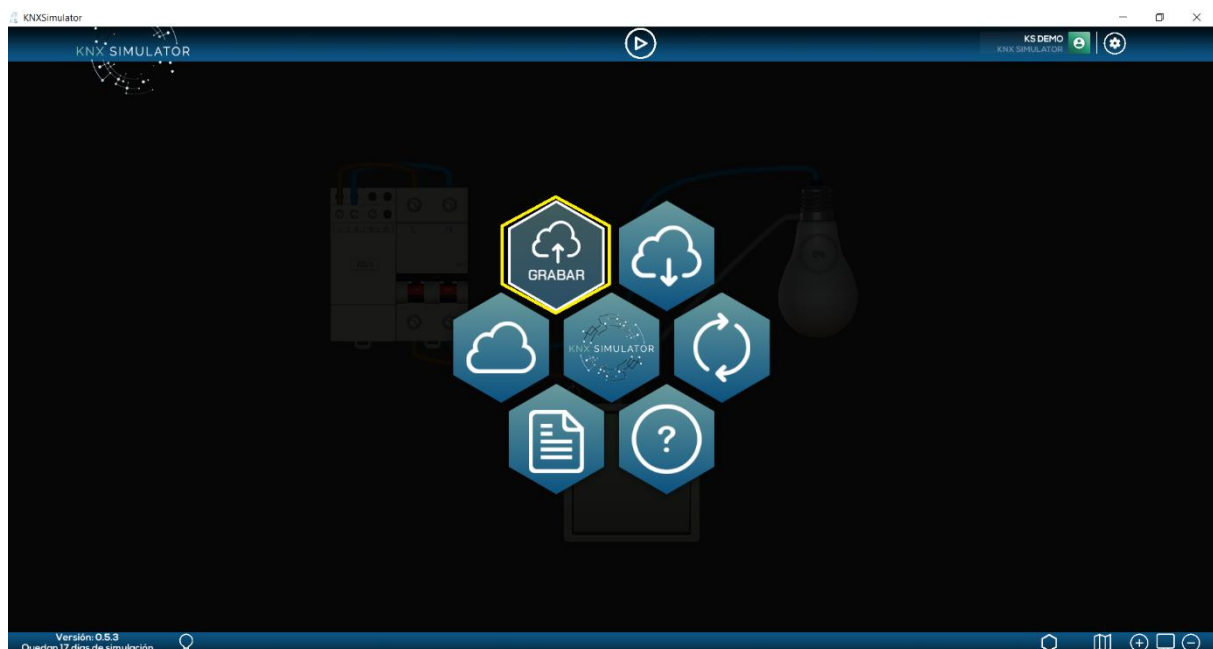 KNXSimulator
KNX SIMULATOR
KS DEMO
KNX SIMULATOR
GRABAR
KNX SIMULATOR
?
Versión: 0.5.3
Quedan 17 días de simulación